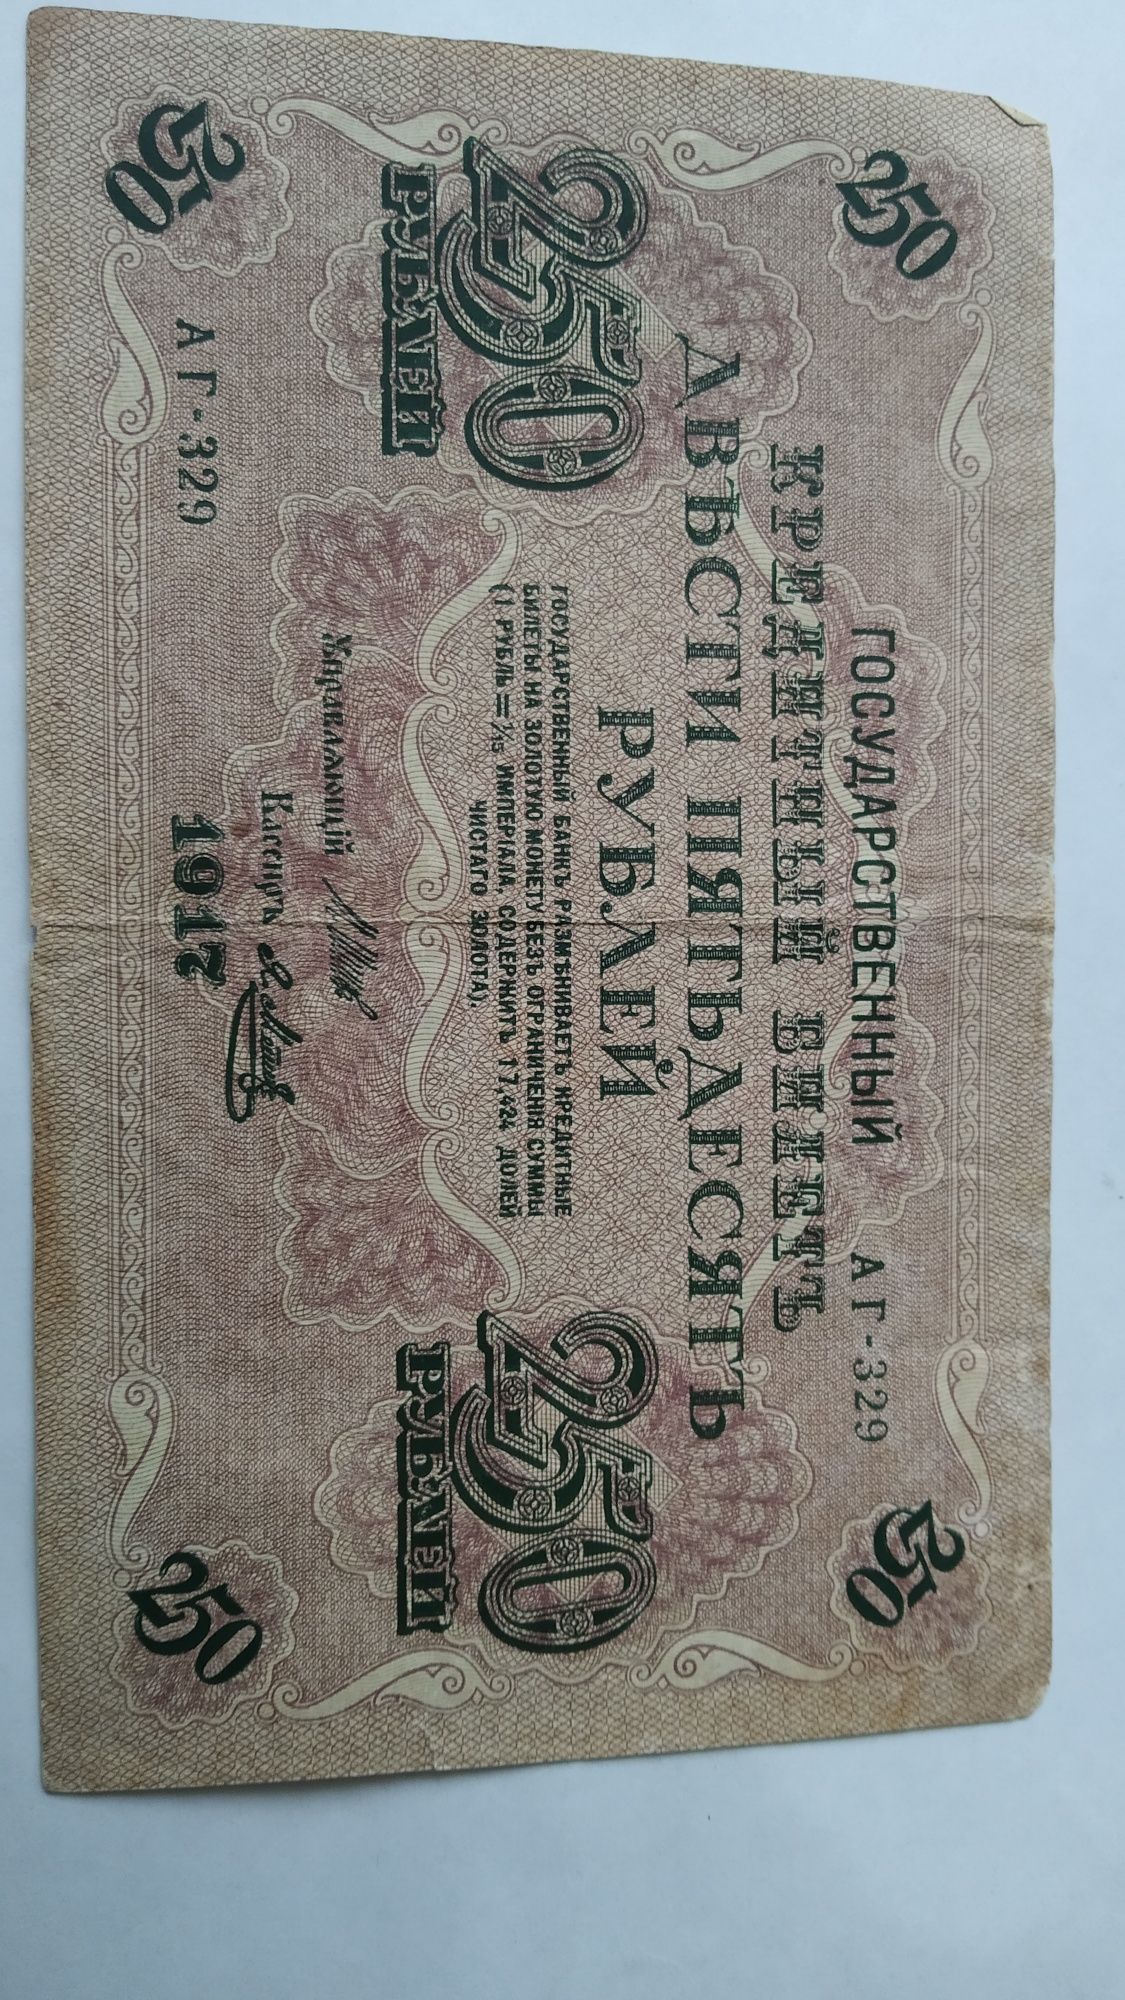 250
250
ГОСУДАРСТВЕННЫЙ
АГ-329
КРЕДИТНЫЙ БИЛЕТЪ
ДВѢСТИ ПЯТЬДЕСЯТЪ
РУБЛЕЙ
250
РУБЛЕЙ
250
РУБЛЕЙ
ГОСУДАРСТВЕННЫЙ БАНКЪ РАЗМѢНИВАЕТЪ КРЕДИТНЫЕ
БИЛЕТЫ НА ЗОЛОТУЮ МОНЕТУ БЕЗЪ ОГРАНИЧЕНІЯ СУММЫ
(1 РУБЛЬ = 1/15 ИМПЕРІАЛА, СОДЕРЖИТЪ 17,424 ДОЛЕЙ
ЧИСТАГО ЗОЛОТА).
Управляющій
Кассиръ
АГ-329
1917
250
250